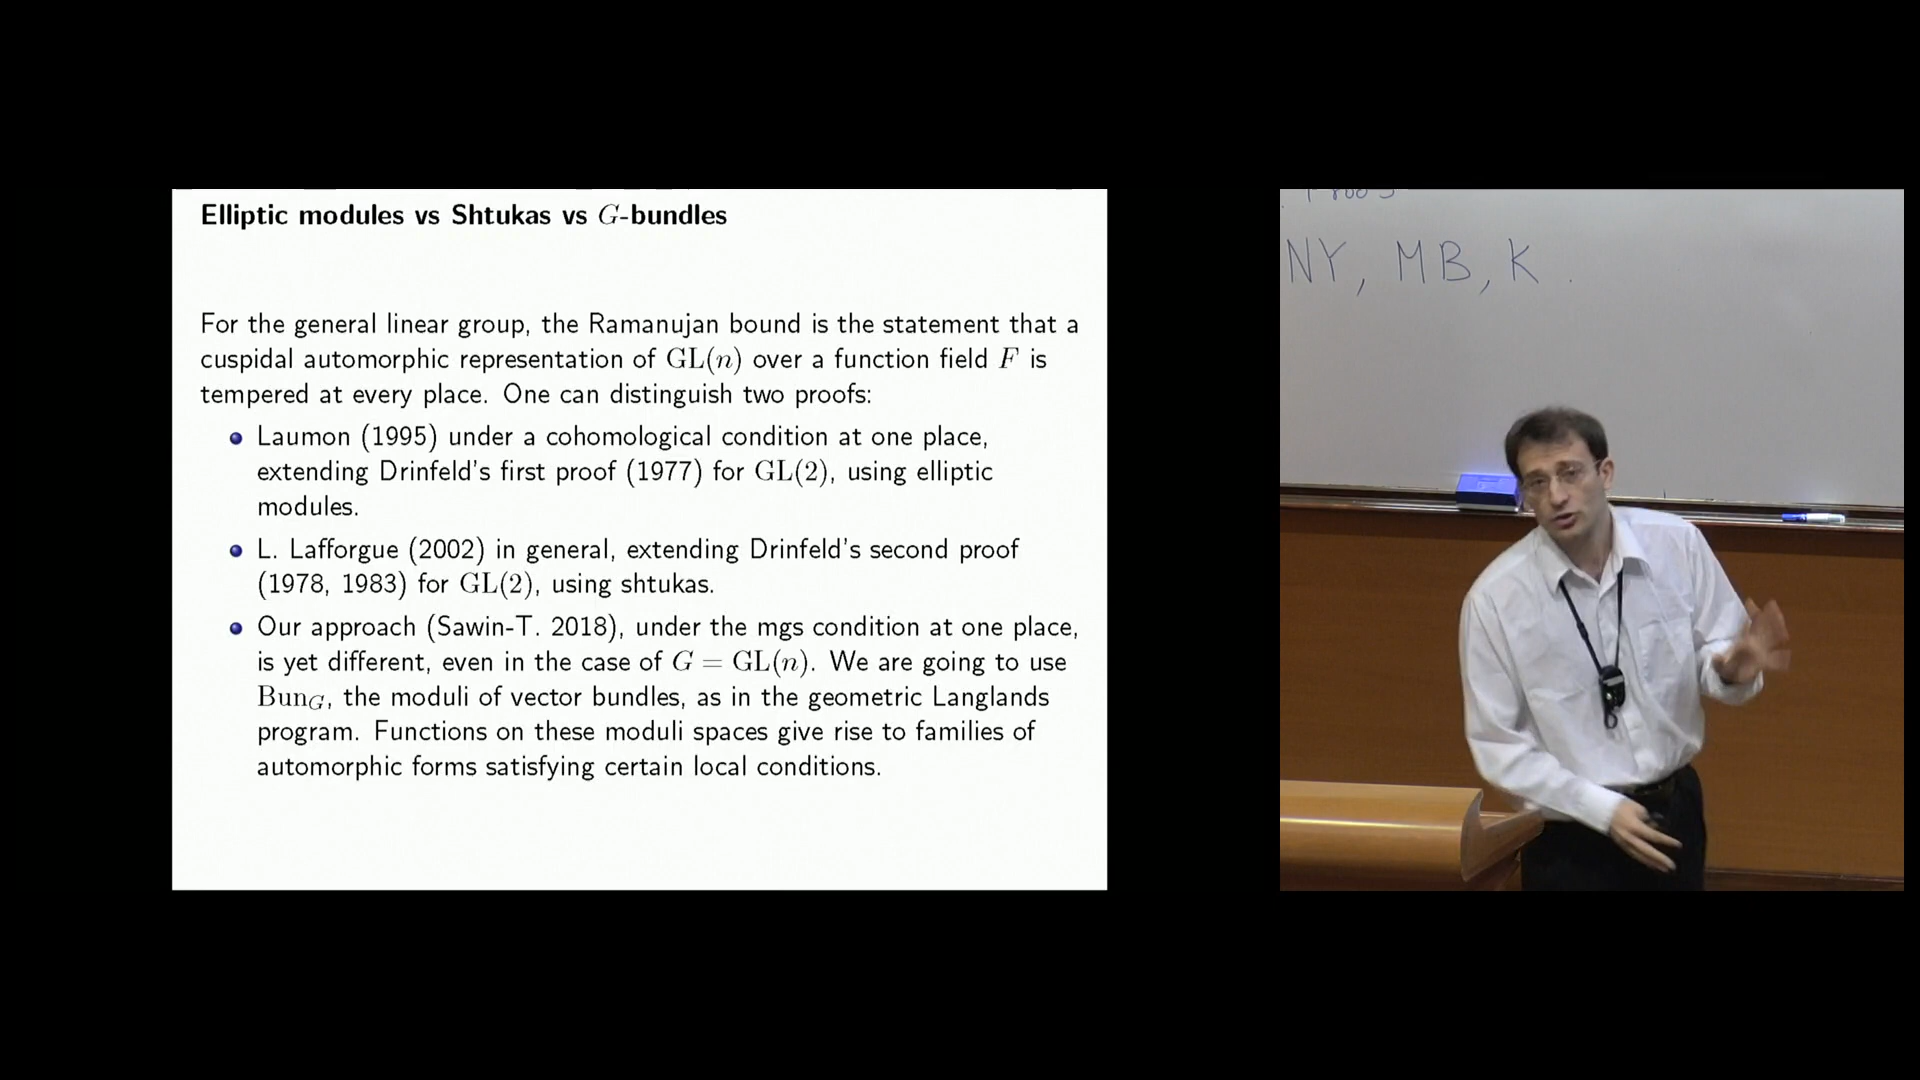 Elliptic modules vs Shtukas vs G-bundles
For the general linear group, the Ramanujan bound is the statement that a
cuspidal automorphic representation of GL(n) over a function field F is
tempered at every place. One can distinguish two proofs:
Laumon (1995) under a cohomological condition at one place,
extending Drinfeld's first proof (1977) for GL(2), using elliptic
modules.
L. Lafforgue (2002) in general, extending Drinfeld's second proof
(1978, 1983) for GL(2), using shtukas.
Our approach (Sawin-T. 2018), under the mgs condition at one place,
is yet different, even in the case of G = GL(n). We are going to use
Bun_G, the moduli of vector bundles, as in the geometric Langlands
program. Functions on these moduli spaces give rise to families of
automorphic forms satisfying certain local conditions.
NY, MB, K .